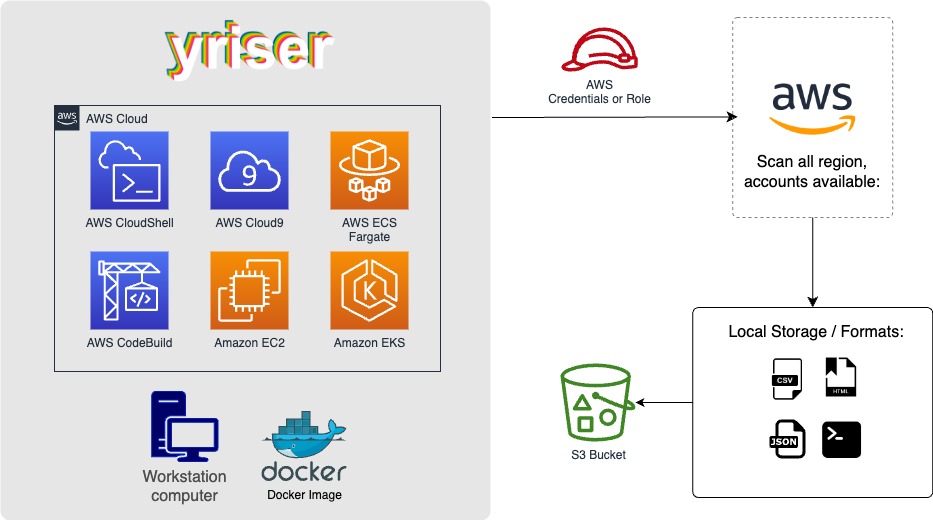 yriser
aws
AWS Cloud
AWS CloudShell
9
AWS Cloud9
AWS ECS
Fargate
AWS CodeBuild
Amazon EC2
K
Amazon EKS
Workstation
computer
docker
Docker Image
AWS
Credentials or Role
aws
Scan all region,
accounts available:
Local Storage / Formats:
CSV
HTML
JSON
S3 Bucket